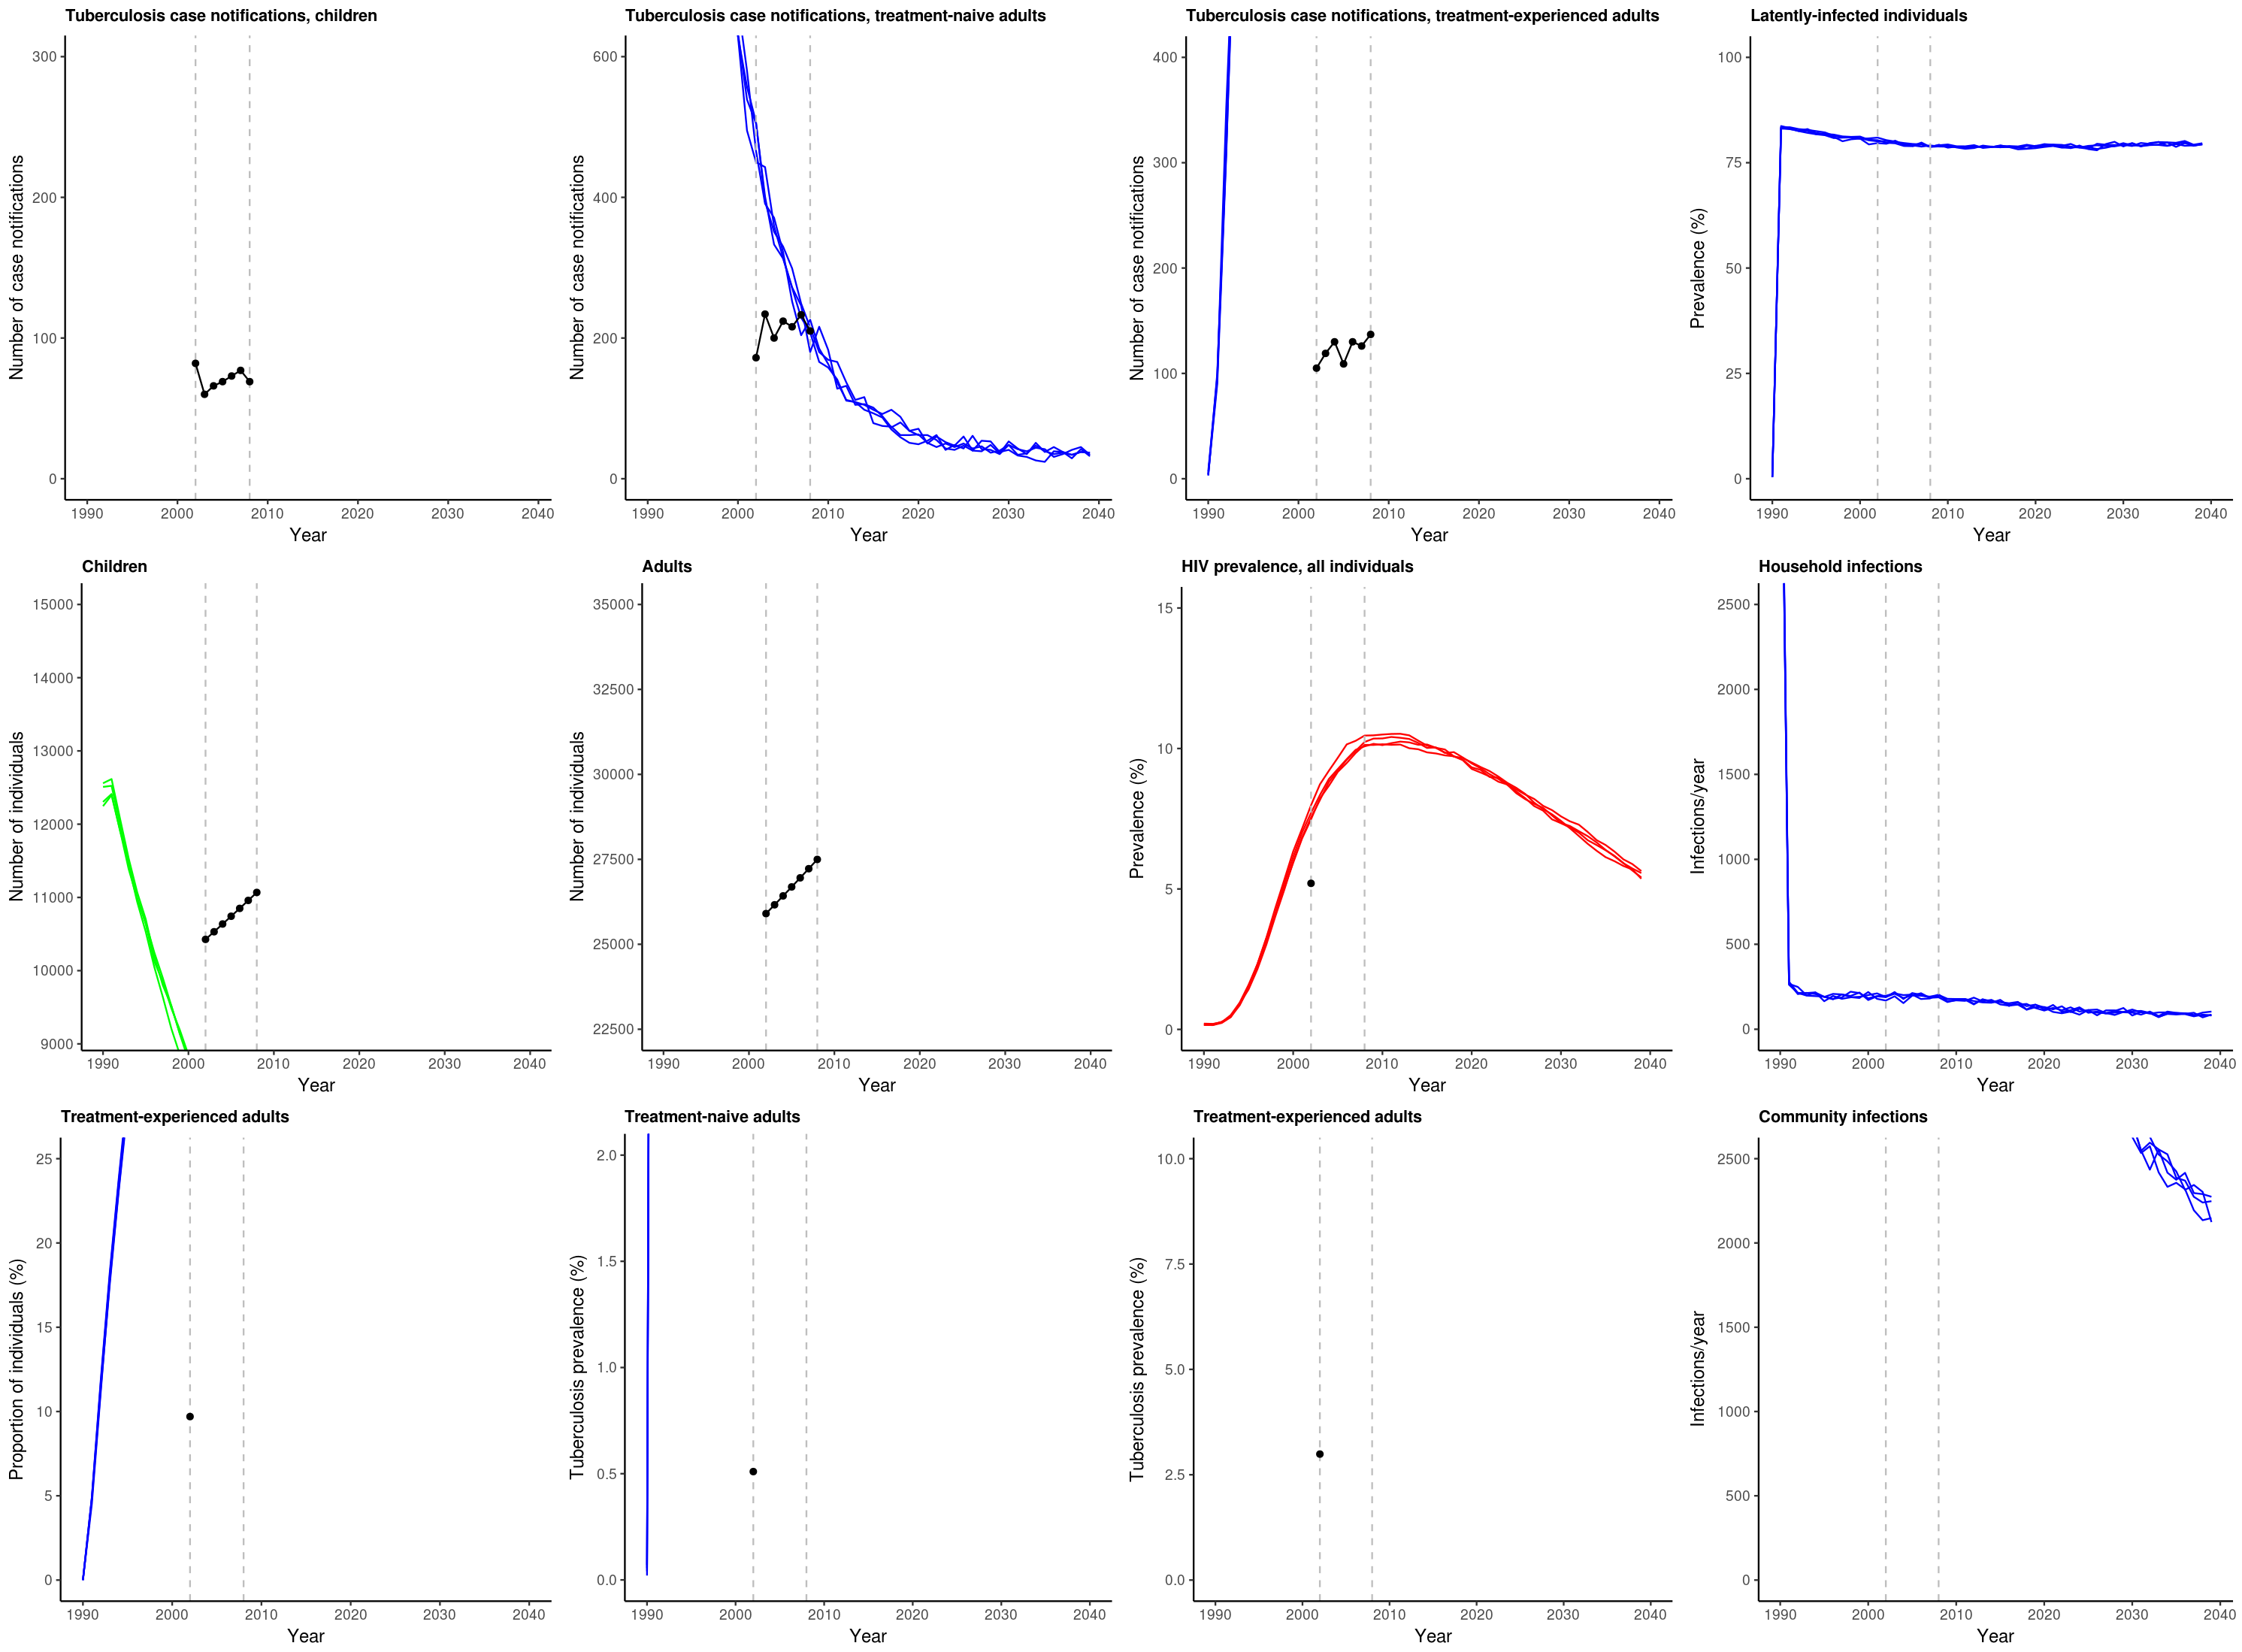 Tuberculosis case notifications, children
Number of case notifications
300
200
100
0
1990 2000 2010 2020 2030 2040
Year
Tuberculosis case notifications, treatment-naive adults
Number of case notifications
600
400
200
0
1990 2000 2010 2020 2030 2040
Year
Tuberculosis case notifications, treatment-experienced adults
Number of case notifications
400
300
200
100
0
1990 2000 2010 2020 2030 2040
Year
Latently-infected individuals
Prevalence (%)
100
75
50
25
0
1990 2000 2010 2020 2030 2040
Year
Children
Number of individuals
15000
14000
13000
12000
11000
10000
9000
1990 2000 2010 2020 2030 2040
Year
Adults
Number of individuals
35000
32500
30000
27500
25000
22500
1990 2000 2010 2020 2030 2040
Year
HIV prevalence, all individuals
Prevalence (%)
15
10
5
0
1990 2000 2010 2020 2030 2040
Year
Household infections
Infections/year
2500
2000
1500
1000
500
0
1990 2000 2010 2020 2030 2040
Year
Treatment-experienced adults
Proportion of individuals (%)
25
20
15
10
5
0
1990 2000 2010 2020 2030 2040
Year
Treatment-naive adults
Tuberculosis prevalence (%)
2.0
1.5
1.0
0.5
0.0
1990 2000 2010 2020 2030 2040
Year
Treatment-experienced adults
Tuberculosis prevalence (%)
10.0
7.5
5.0
2.5
0.0
1990 2000 2010 2020 2030 2040
Year
Community infections
Infections/year
2500
2000
1500
1000
500
0
1990 2000 2010 2020 2030 2040
Year